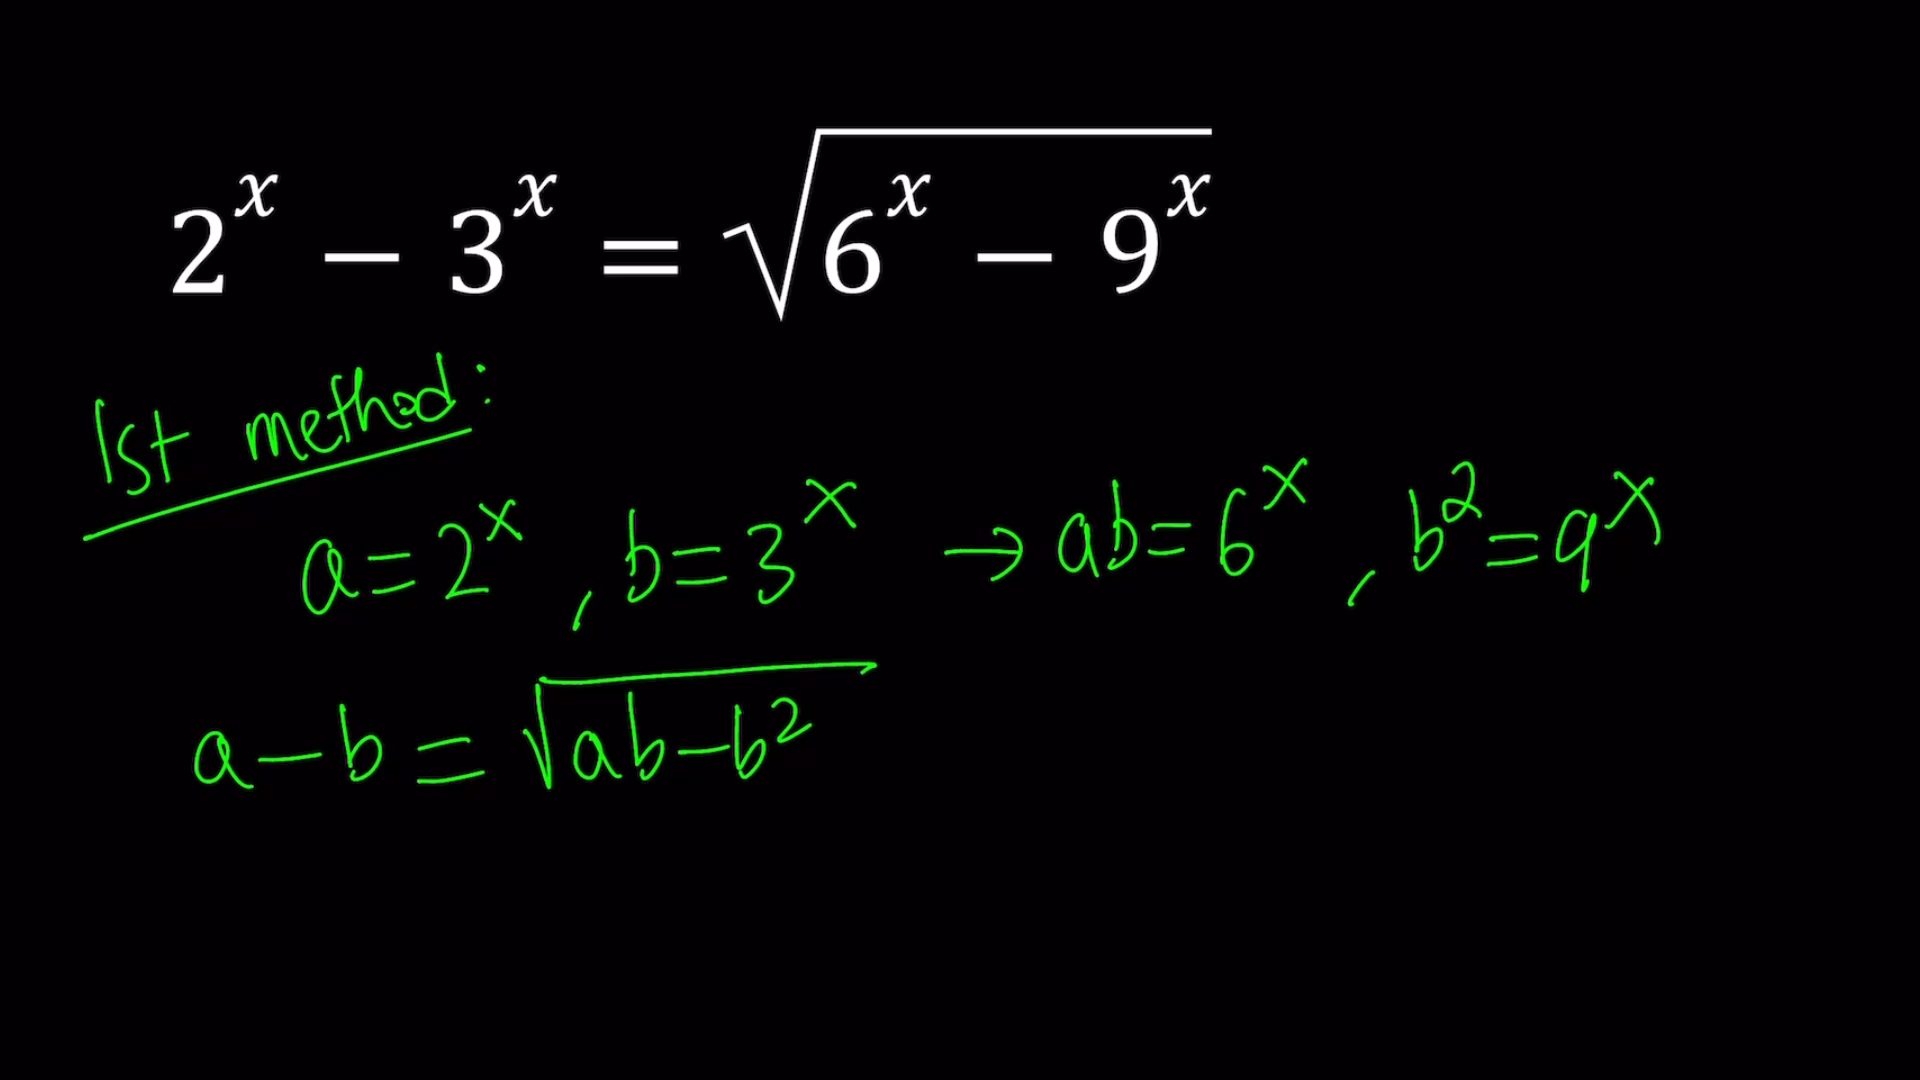 2^x − 3^x = √(6^x − 9^x)
1st method:
a = 2^x , b = 3^x → ab = 6^x , b^2 = 9^x
a − b = √(ab − b^2)